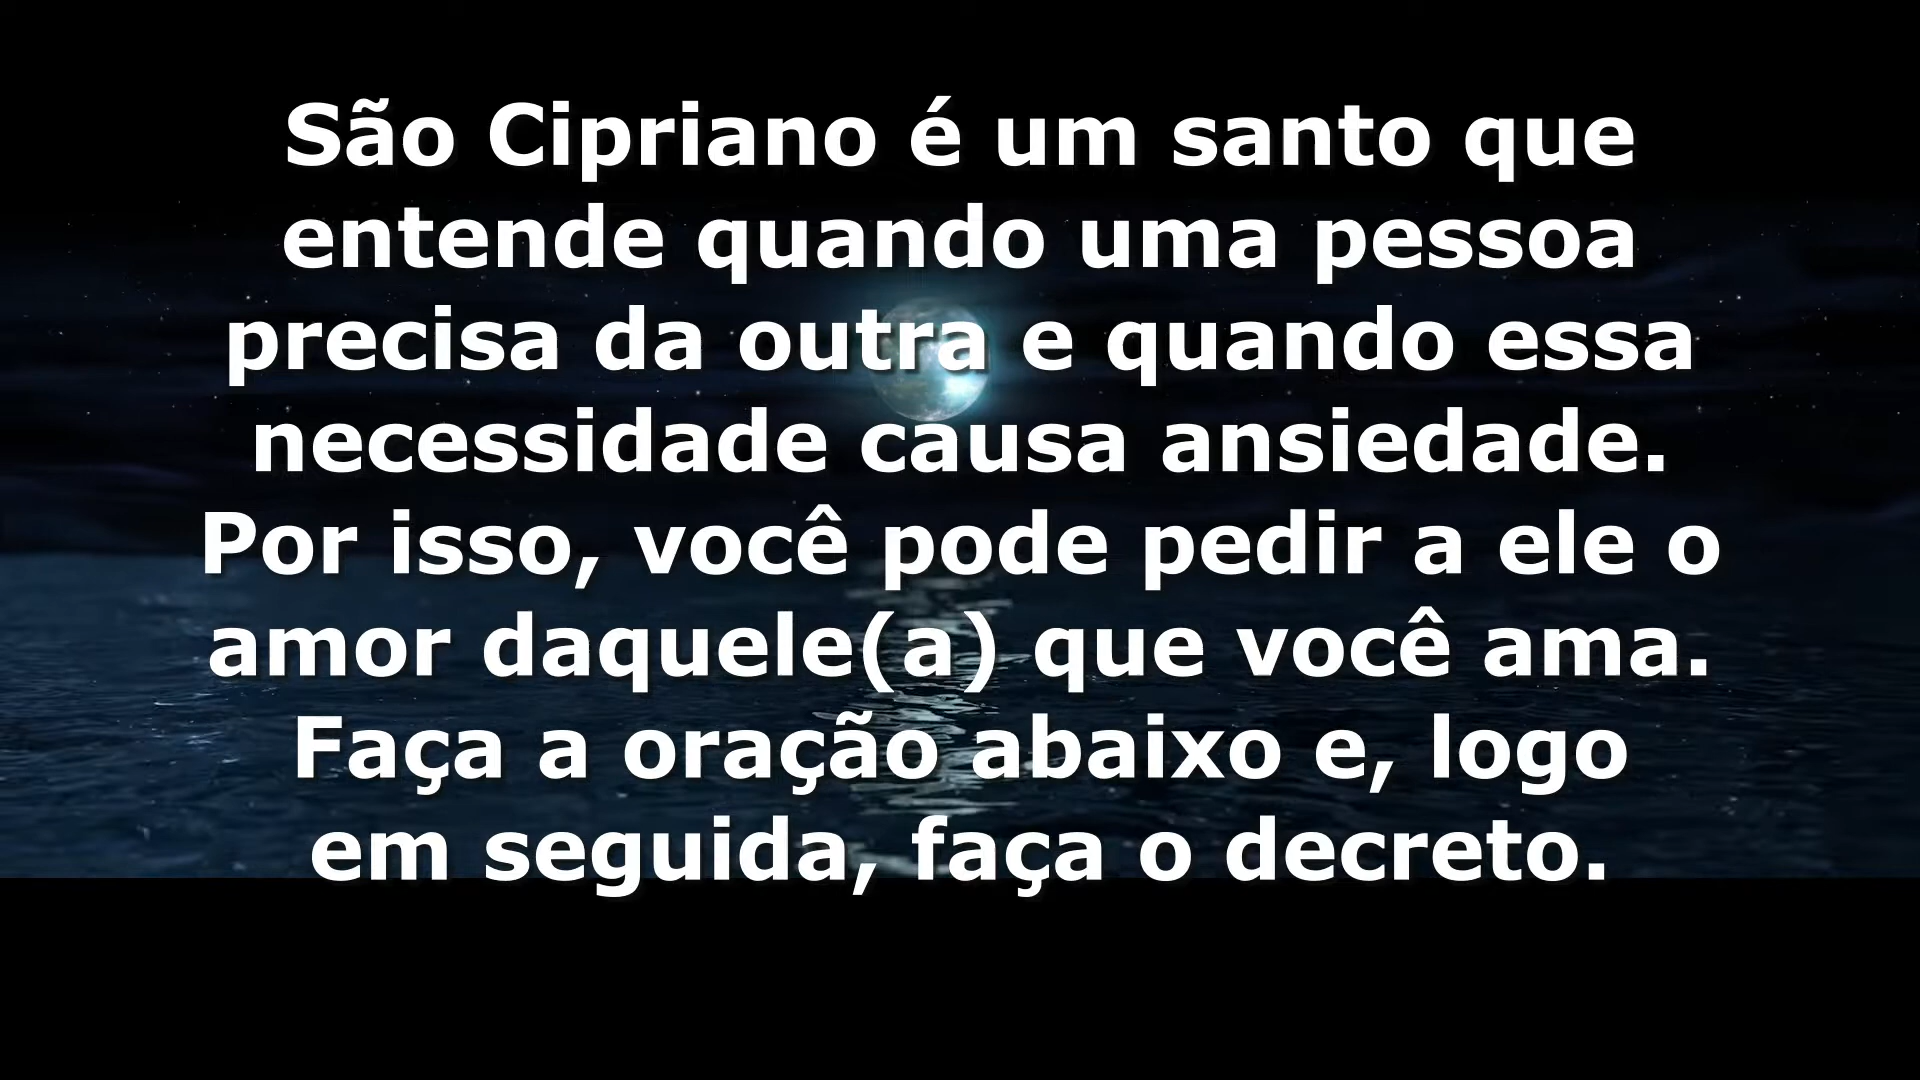 São Cipriano é um santo que
entende quando uma pessoa
precisa da outra e quando essa
necessidade causa ansiedade.
Por isso, você pode pedir a ele o
amor daquele(a) que você ama.
Faça a oração abaixo e, logo
em seguida, faça o decreto.